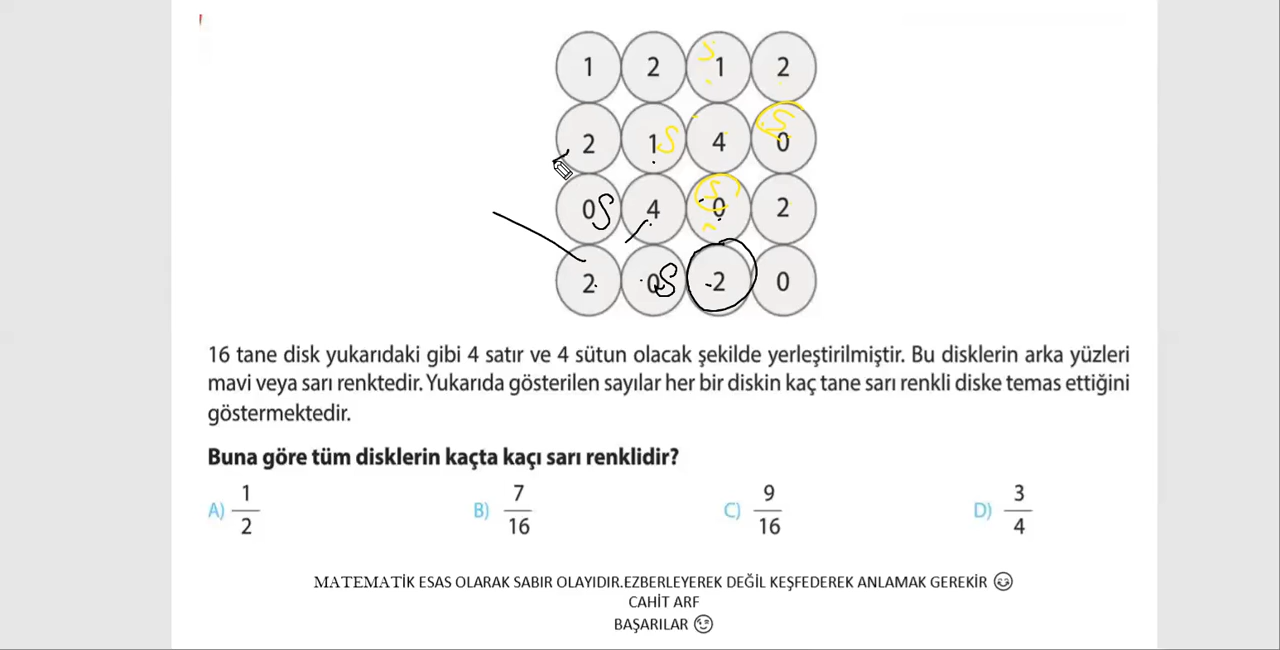 1 2 1 2
2 1 4 0
0 4 0 2
2 0 2 0
16 tane disk yukarıdaki gibi 4 satır ve 4 sütun olacak şekilde yerleştirilmiştir. Bu disklerin arka yüzleri
mavi veya sarı renktedir. Yukarıda gösterilen sayılar her bir diskin kaç tane sarı renkli diske temas ettiğini
göstermektedir.
Buna göre tüm disklerin kaçta kaçı sarı renklidir?
A) 1/2 B) 7/16 C) 9/16 D) 3/4
MATEMATİK ESAS OLARAK SABIR OLAYIDIR.EZBERLEYEREK DEĞİL KEŞFEDEREK ANLAMAK GEREKİR 😄
CAHİT ARF
BAŞARILAR 😉